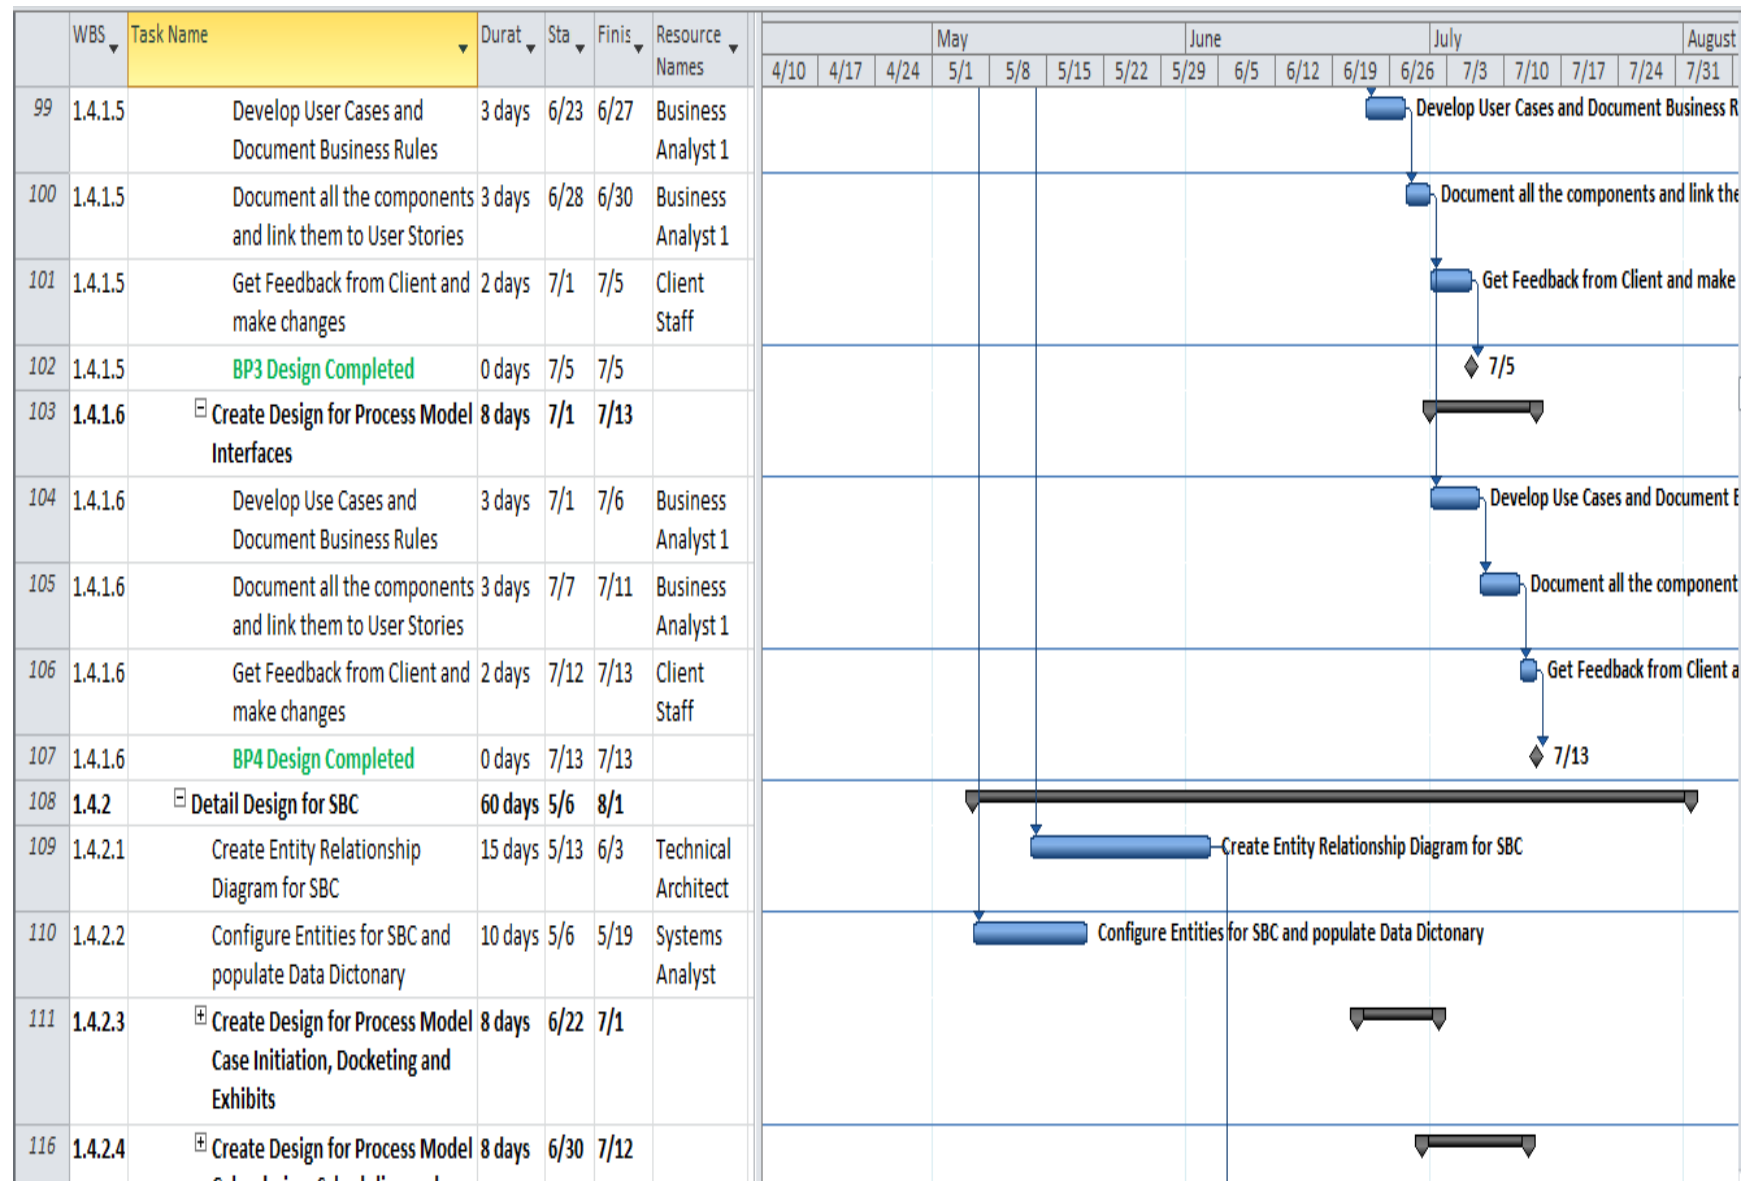 WBS Task Name Durat Sta Finis Resource
Names
May June July August
4/10 4/17 4/24 5/1 5/8 5/15 5/22 5/29 6/5 6/12 6/19 6/26 7/3 7/10 7/17 7/24 7/31
99 1.4.1.5 Develop User Cases and 3 days 6/23 6/27 Business Develop User Cases and Document Business R
Document Business Rules Analyst 1
100 1.4.1.5 Document all the components 3 days 6/28 6/30 Business Document all the components and link the
and link them to User Stories Analyst 1
101 1.4.1.5 Get Feedback from Client and 2 days 7/1 7/5 Client Get Feedback from Client and make
make changes Staff
102 1.4.1.5 BP3 Design Completed 0 days 7/5 7/5 7/5
103 1.4.1.6 Create Design for Process Model 8 days 7/1 7/13
Interfaces
104 1.4.1.6 Develop Use Cases and 3 days 7/1 7/6 Business Develop Use Cases and Document
Document Business Rules Analyst 1
105 1.4.1.6 Document all the components 3 days 7/7 7/11 Business Document all the component
and link them to User Stories Analyst 1
106 1.4.1.6 Get Feedback from Client and 2 days 7/12 7/13 Client Get Feedback from Client a
make changes Staff
107 1.4.1.6 BP4 Design Completed 0 days 7/13 7/13 7/13
108 1.4.2 Detail Design for SBC 60 days 5/6 8/1
109 1.4.2.1 Create Entity Relationship 15 days 5/13 6/3 Technical Create Entity Relationship Diagram for SBC
Diagram for SBC Architect
110 1.4.2.2 Configure Entities for SBC and 10 days 5/6 5/19 Systems Configure Entities for SBC and populate Data Dictonary
populate Data Dictonary Analyst
111 1.4.2.3 Create Design for Process Model 8 days 6/22 7/1
Case Initiation, Docketing and
Exhibits
116 1.4.2.4 Create Design for Process Model 8 days 6/30 7/12